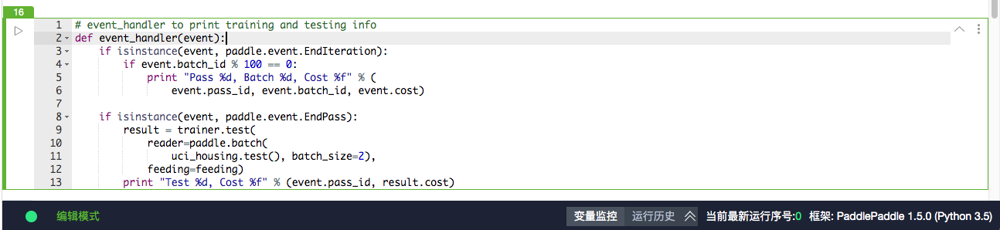 16
1 # event_handler to print training and testing info
2 def event_handler(event):
3     if isinstance(event, paddle.event.EndIteration):
4         if event.batch_id % 100 == 0:
5             print "Pass %d, Batch %d, Cost %f" % (
6                 event.pass_id, event.batch_id, event.cost)
7
8     if isinstance(event, paddle.event.EndPass):
9         result = trainer.test(
10             reader=paddle.batch(
11                 uci_housing.test(), batch_size=2),
12             feeding=feeding)
13         print "Test %d, Cost %f" % (event.pass_id, result.cost)
编辑模式 变量监控 运行历史 当前最新运行序号:0 框架: PaddlePaddle 1.5.0 (Python 3.5)